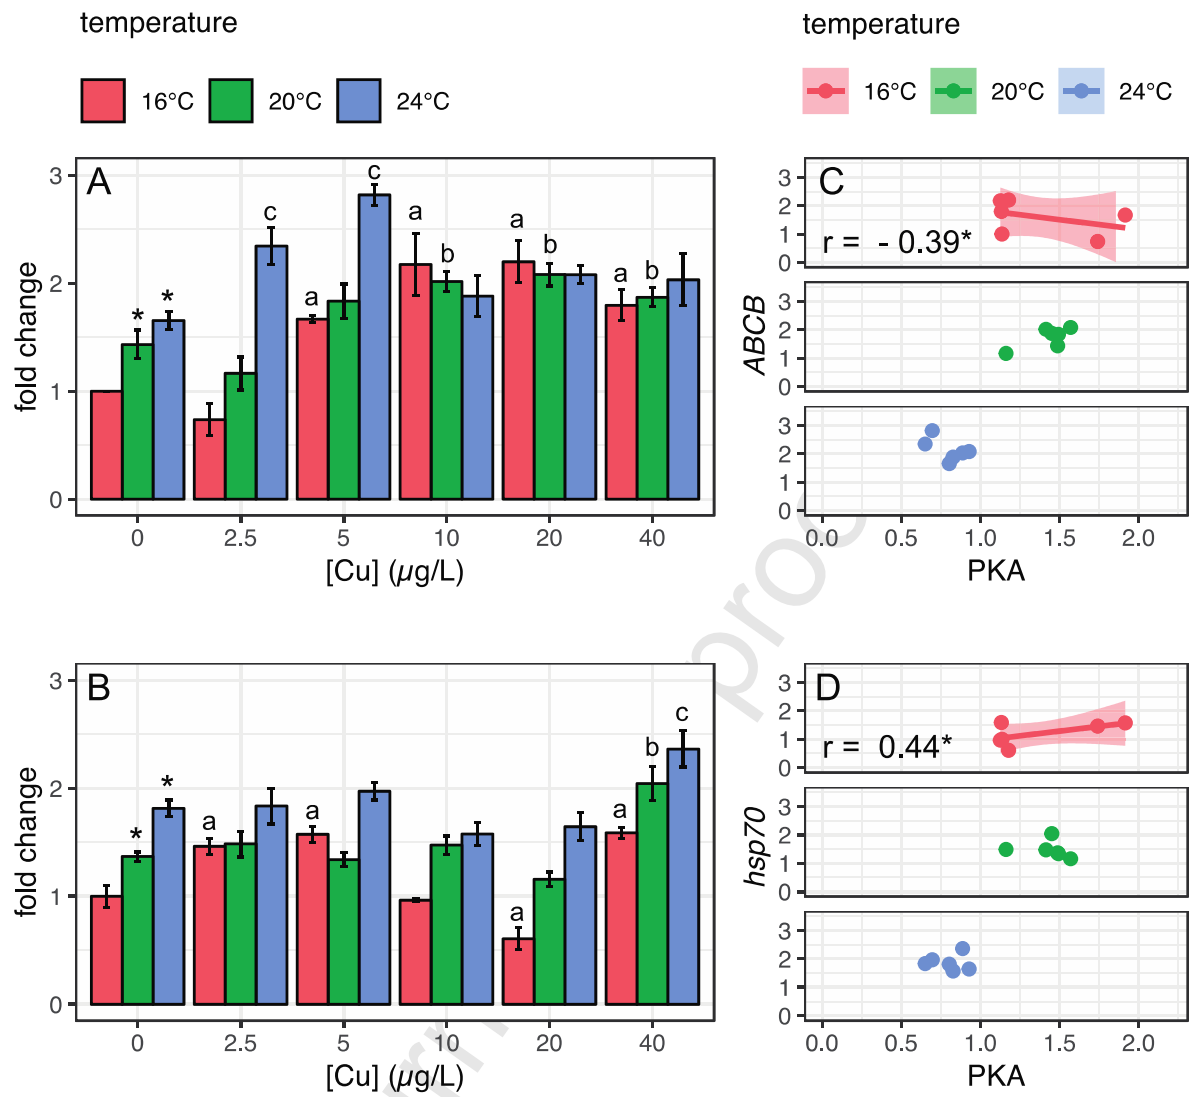 temperature
16°C 20°C 24°C
temperature
16°C 20°C 24°C
A
fold change
3
2
1
0
* * c a c a b a b a b
0 2.5 5 10 20 40
[Cu] (µg/L)
C
r = - 0.39*
ABCB
3
2
1
0
3
2
1
0
3
2
1
0
0.0 0.5 1.0 1.5 2.0
PKA
B
fold change
3
2
1
0
* * a a a a b c
0 2.5 5 10 20 40
[Cu] (µg/L)
D
r = 0.44*
hsp70
3
2
1
0
3
2
1
0
3
2
1
0
0.0 0.5 1.0 1.5 2.0
PKA